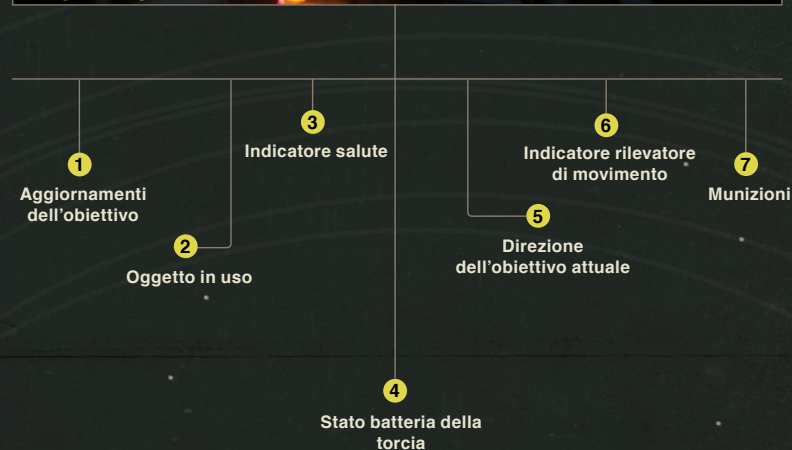 1
Aggiornamenti
dell'obiettivo
2
Oggetto in uso
3
Indicatore salute
4
Stato batteria della
torcia
5
Direzione
dell'obiettivo attuale
6
Indicatore rilevatore
di movimento
7
Munizioni